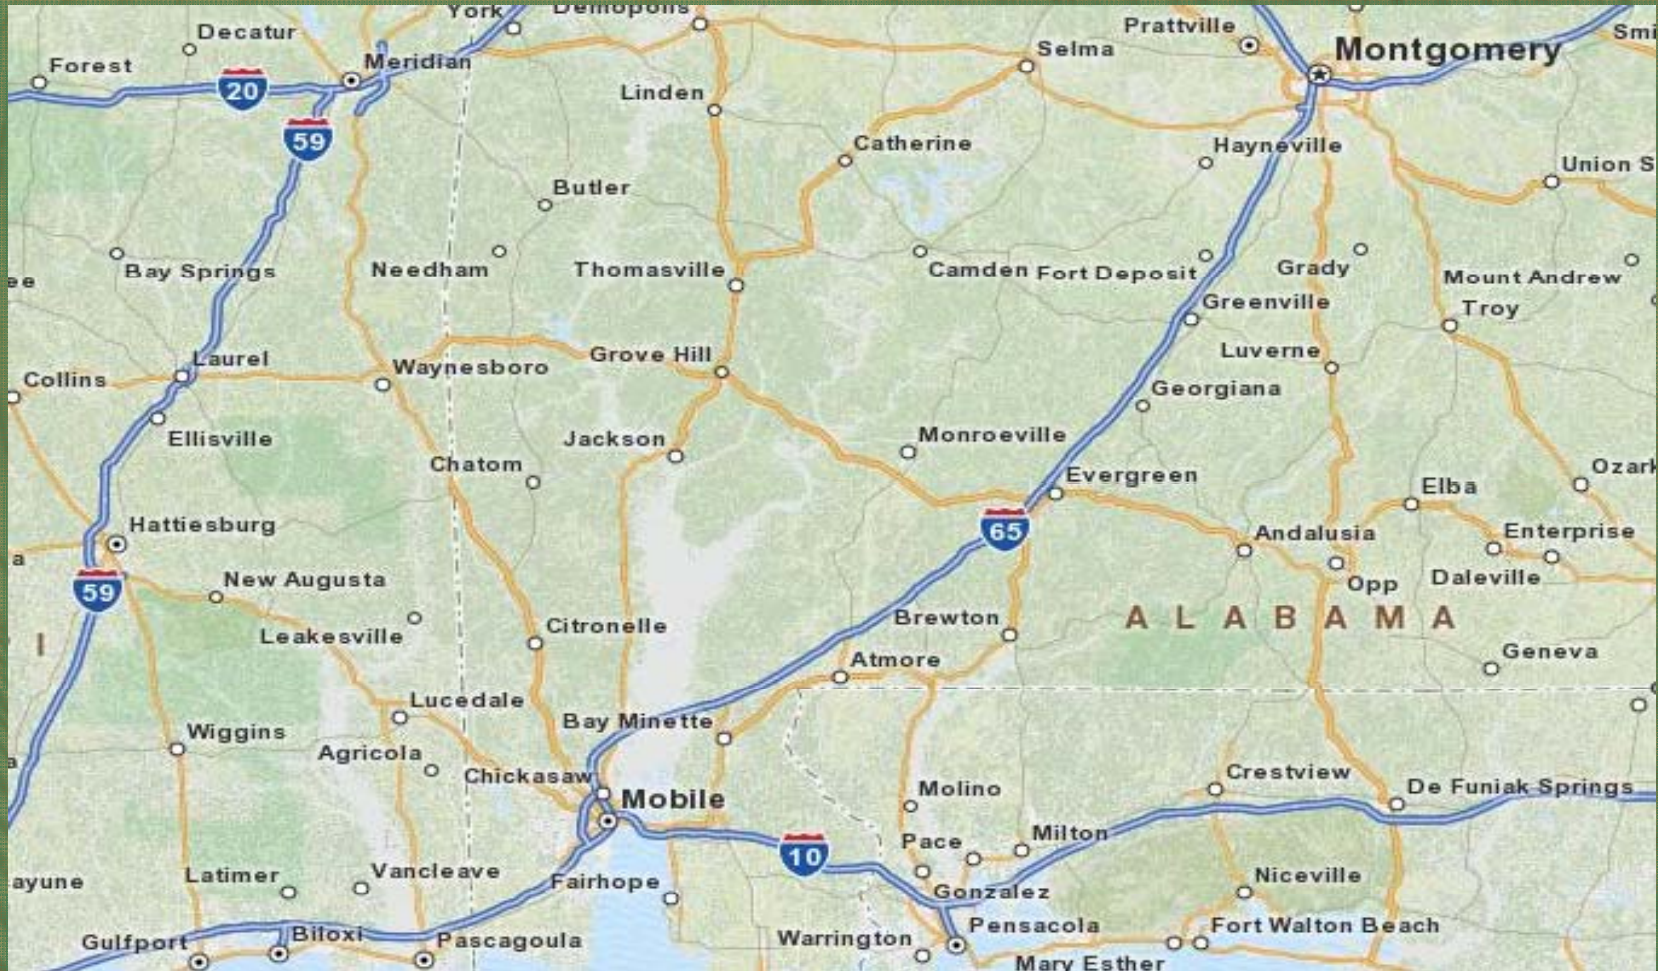 York
Demopolis
Decatur
Prattville
Montgomery
Smi
Forest
Meridian
Selma
20
Linden
59
Catherine
Hayneville
Union S
Butler
Bay Springs
Needham
Thomasville
Camden
Fort Deposit
Grady
Mount Andrew
ee
Greenville
Troy
Laurel
Grove Hill
Luverne
Collins
Waynesboro
Georgiana
Ellisville
Jackson
Monroeville
Chatom
Evergreen
Ozark
Elba
Hattiesburg
65
Andalusia
Enterprise
a
New Augusta
59
Opp
Daleville
Leakesville
Citronelle
Brewton
ALABAMA
I
Atmore
Geneva
Lucedale
Bay Minette
Wiggins
Agricola
a
Chickasaw
Mobile
Molino
Crestview
De Funiak Springs
Pace
Milton
10
ayune
Latimer
Vancleave
Fairhope
Gonzalez
Niceville
Gulfport
Biloxi
Pascagoula
Warrington
Pensacola
Fort Walton Beach
Mary Esther